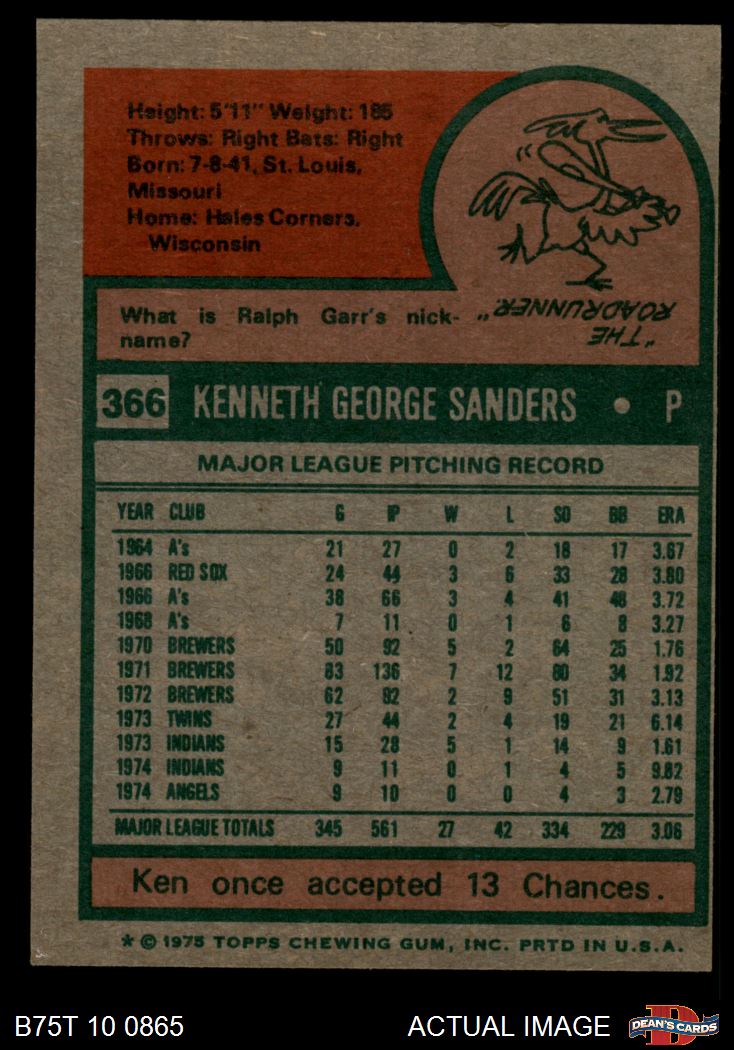 Height: 5'11" Weight: 185
Throws: Right Bats: Right
Born: 7-8-41, St. Louis,
Missouri
Home: Hales Corners,
Wisconsin
What is Ralph Garr's nick-
name?
"THE
ROADRUNNER."
366 KENNETH GEORGE SANDERS • P
MAJOR LEAGUE PITCHING RECORD
YEAR CLUB G IP W L SO BB ERA
1964 A's 21 27 0 2 18 17 3.67
1966 RED SOX 24 44 3 6 33 28 3.80
1966 A's 38 66 3 4 41 48 3.72
1968 A's 7 11 0 1 6 8 3.27
1970 BREWERS 50 92 5 2 64 25 1.76
1971 BREWERS 83 136 7 12 80 34 1.92
1972 BREWERS 62 92 2 9 51 31 3.13
1973 TWINS 27 44 2 4 19 21 6.14
1973 INDIANS 15 28 5 1 14 9 1.61
1974 INDIANS 9 11 0 1 4 5 9.82
1974 ANGELS 9 10 0 0 4 3 2.79
MAJOR LEAGUE TOTALS 345 561 27 42 334 229 3.06
Ken once accepted 13 Chances.
* © 1975 TOPPS CHEWING GUM, INC. PRTD IN U.S.A.
B75T 10 0865 ACTUAL IMAGE D DEAN'S CARDS